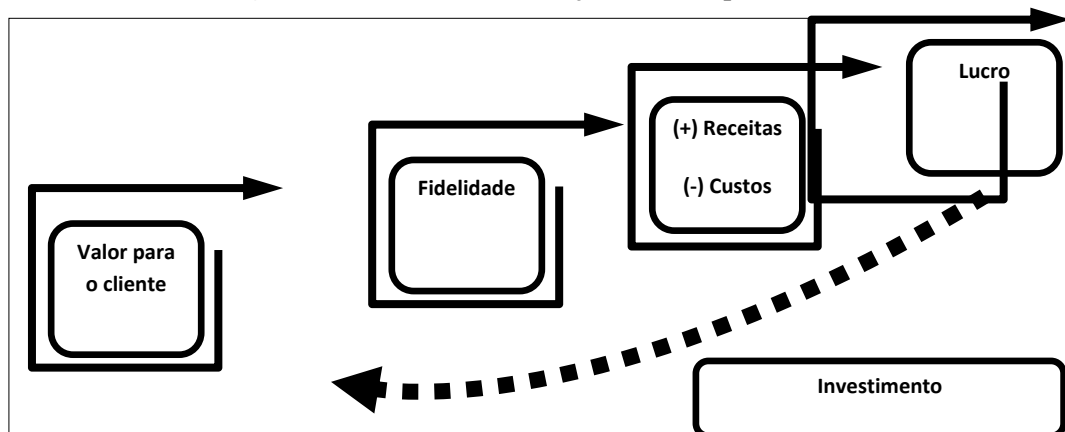 Lucro
(+) Receitas
(-) Custos
Fidelidade
Valor para
o cliente
Investimento